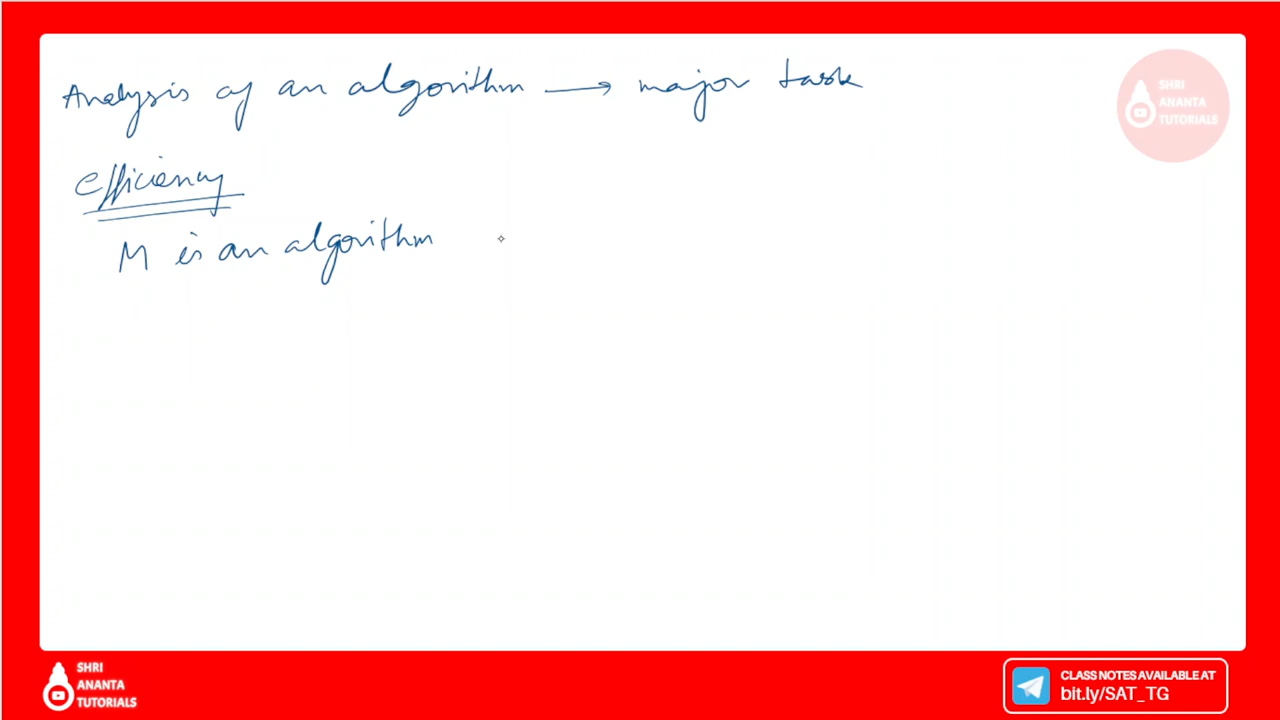 Analysis of an algorithm → major task
efficiency
M is an algorithm
SHRI
ANANTA
TUTORIALS
SHRI
ANANTA
TUTORIALS
CLASS NOTES AVAILABLE AT
bit.ly/SAT_TG